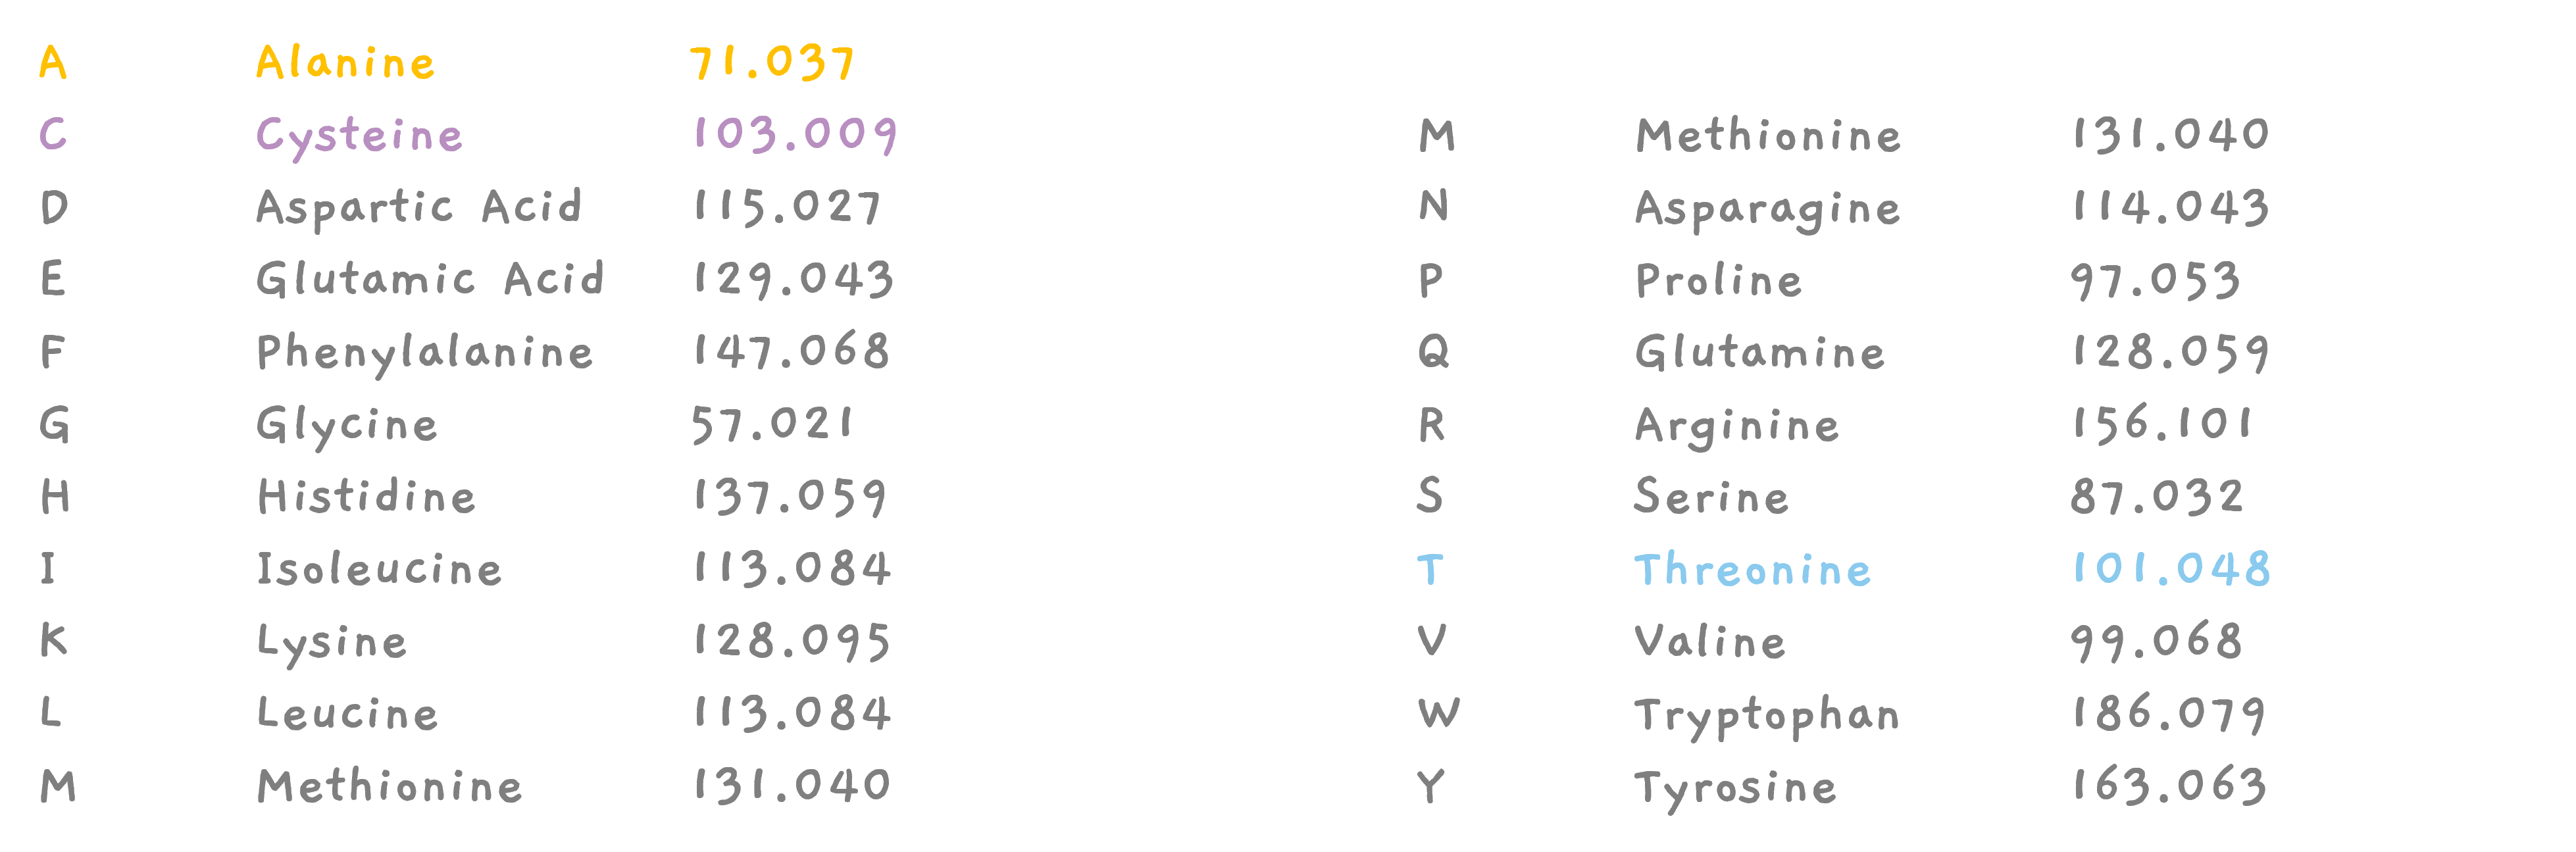 A Alanine 71.037
C Cysteine 103.009
D Aspartic Acid 115.027
E Glutamic Acid 129.043
F Phenylalanine 147.068
G Glycine 57.021
H Histidine 137.059
I Isoleucine 113.084
K Lysine 128.095
L Leucine 113.084
M Methionine 131.040
M Methionine 131.040
N Asparagine 114.043
P Proline 97.053
Q Glutamine 128.059
R Arginine 156.101
S Serine 87.032
T Threonine 101.048
V Valine 99.068
W Tryptophan 186.079
Y Tyrosine 163.063